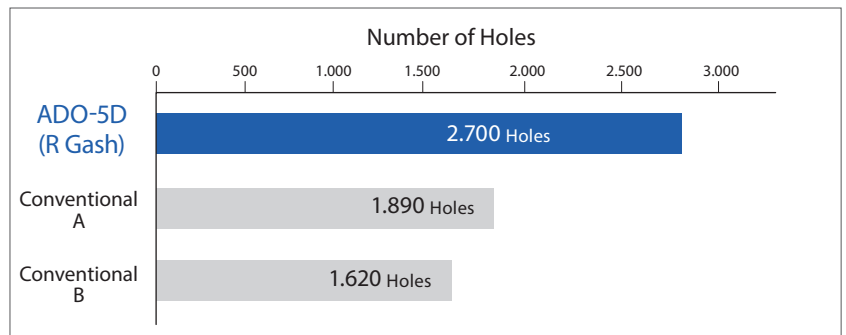 Number of Holes
0 500 1.000 1.500 2.000 2.500 3.000
ADO-5D
(R Gash)
2.700 Holes
Conventional
A
1.890 Holes
Conventional
B
1.620 Holes